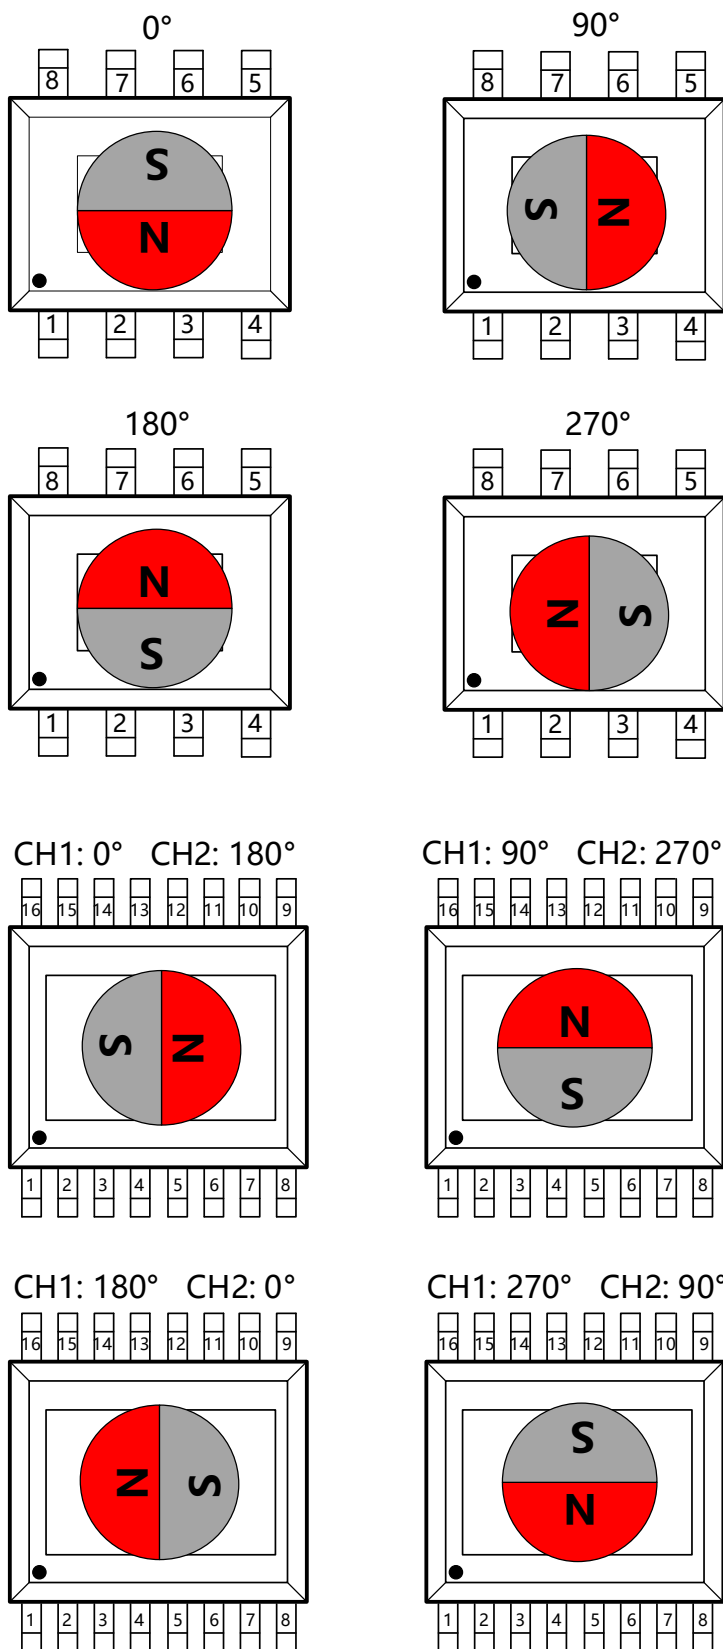 0° 90°
8 7 6 5 8 7 6 5
S
N
S N
1 2 3 4 1 2 3 4
180° 270°
8 7 6 5 8 7 6 5
N
S
N S
1 2 3 4 1 2 3 4
CH1: 0° CH2: 180° CH1: 90° CH2: 270°
16 15 14 13 12 11 10 9 16 15 14 13 12 11 10 9
S N
N
S
1 2 3 4 5 6 7 8 1 2 3 4 5 6 7 8
CH1: 180° CH2: 0° CH1: 270° CH2: 90°
16 15 14 13 12 11 10 9 16 15 14 13 12 11 10 9
N S
S
N
1 2 3 4 5 6 7 8 1 2 3 4 5 6 7 8